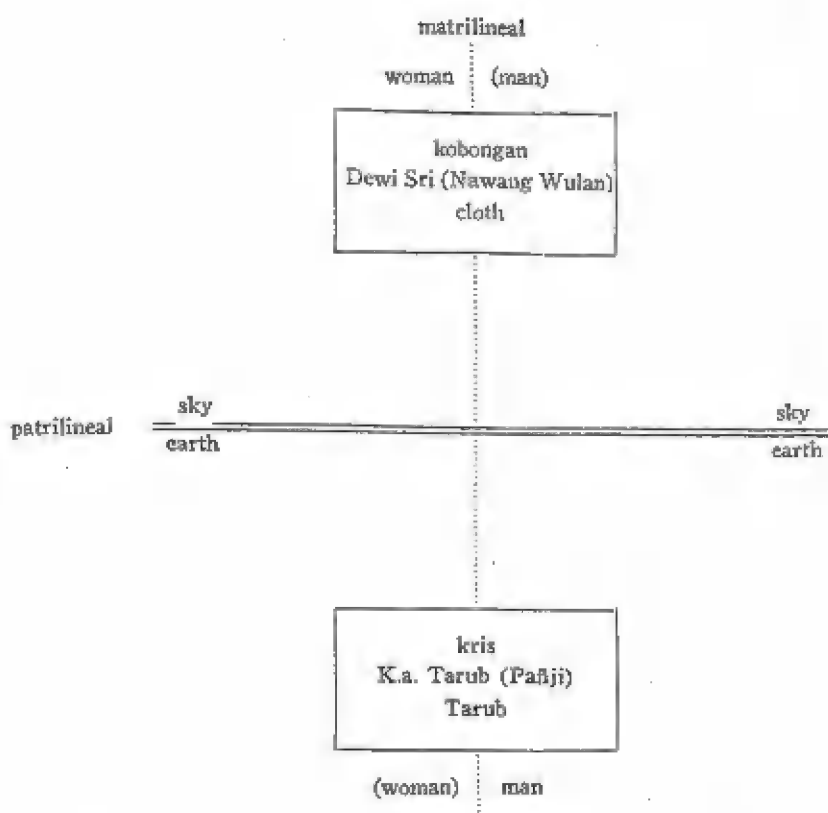 matrilineal
woman (man)
kobongan
Dewi Sri (Nawang Wulan)
cloth
sky sky
patrilineal
earth earth
kris
K.a. Tarub (Pañji)
Tarub
(woman) man